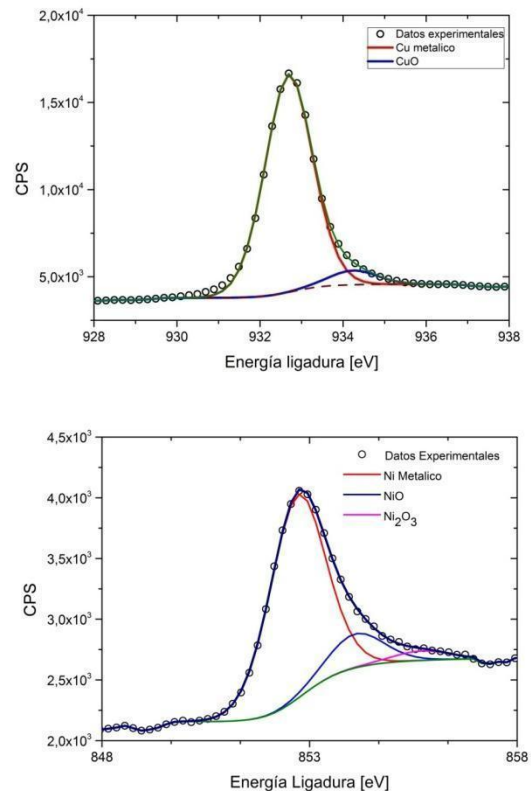 2,0x10⁴
1,5x10⁴
1,0x10⁴
5,0x10³
CPS
Datos experimentales
Cu metalico
CuO
928 930 932 934 936 938
Energía ligadura [eV]
4,5x10³
4,0x10³
3,5x10³
3,0x10³
2,5x10³
2,0x10³
CPS
Datos Experimentales
Ni Metalico
NiO
Ni₂O₃
848 853 858
Energía Ligadura [eV]